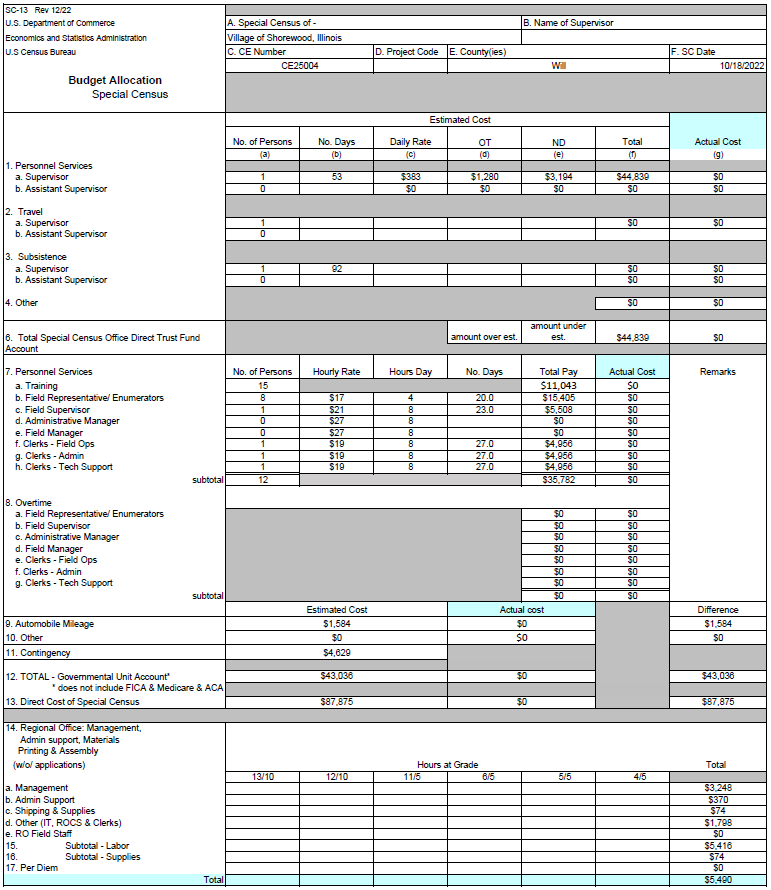 SC-13 Rev 12/22
U.S. Department of Commerce A. Special Census of - B. Name of Supervisor
Economics and Statistics Administration Village of Shorewood, Illinois
U.S Census Bureau C. CE Number D. Project Code E. County(ies) F. SC Date
CE25004 Will 10/18/2022
Budget Allocation
Special Census
Estimated Cost
No. of Persons No. Days Daily Rate OT ND Total Actual Cost
(a) (b) (c) (d) (e) (f) (g)
1. Personnel Services
a. Supervisor 1 53 $383 $1,280 $3,194 $44,839 $0
b. Assistant Supervisor 0 $0 $0 $0 $0 $0
2. Travel
a. Supervisor 1 $0 $0
b. Assistant Supervisor 0
3. Subsistence
a. Supervisor 1 92 $0 $0
b. Assistant Supervisor 0 $0 $0
4. Other $0 $0
6. Total Special Census Office Direct Trust Fund Account amount over est. amount under est. $44,839 $0
7. Personnel Services No. of Persons Hourly Rate Hours Day No. Days Total Pay Actual Cost Remarks
a. Training 15 $11,043 $0
b. Field Representative/ Enumerators 8 $17 4 20.0 $15,405 $0
c. Field Supervisor 1 $21 8 23.0 $5,508 $0
d. Administrative Manager 0 $27 8 $0 $0
e. Field Manager 0 $27 8 $0 $0
f. Clerks - Field Ops 1 $19 8 27.0 $4,956 $0
g. Clerks - Admin 1 $19 8 27.0 $4,956 $0
h. Clerks - Tech Support 1 $19 8 27.0 $4,956 $0
subtotal 12 $35,782 $0
8. Overtime
a. Field Representative/ Enumerators $0 $0
b. Field Supervisor $0 $0
c. Administrative Manager $0 $0
d. Field Manager $0 $0
e. Clerks - Field Ops $0 $0
f. Clerks - Admin $0 $0
g. Clerks - Tech Support $0 $0
subtotal $0 $0
Estimated Cost Actual cost Difference
9. Automobile Mileage $1,584 $0 $1,584
10. Other $0 $0 $0
11. Contingency $4,629
12. TOTAL - Governmental Unit Account* $43,036 $0 $43,036
* does not include FICA & Medicare & ACA
13. Direct Cost of Special Census $87,875 $0 $87,875
14. Regional Office: Management,
Admin support, Materials
Printing & Assembly
(w/o/ applications) Hours at Grade Total
13/10 12/10 11/5 6/5 5/5 4/5
a. Management $3,248
b. Admin Support $370
c. Shipping & Supplies $74
d. Other (IT, ROCS & Clerks) $1,798
e. RO Field Staff $0
15. Subtotal - Labor $5,416
16. Subtotal - Supplies $74
17. Per Diem $0
Total $5,490